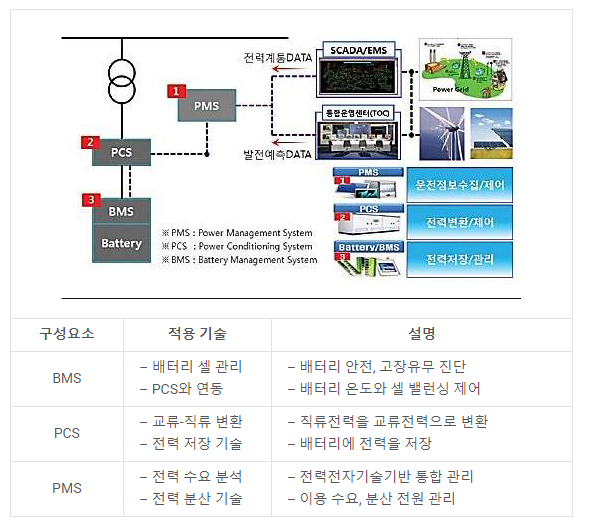 SCADA/EMS
전력계통DATA
1
PMS
Power Grid
통합운영센터(TOC)
발전예측DATA
2
PCS
3
BMS
Battery
※ PMS : Power Management System
※ PCS : Power Conditioning System
※ BMS : Battery Management System
PMS
1
운전정보수집/제어
PCS
2
전력변환/제어
Battery/BMS
전력저장/관리
구성요소 적용 기술 설명
BMS
– 배터리 셀 관리
– PCS와 연동
– 배터리 안전, 고장유무 진단
– 배터리 온도와 셀 밸런싱 제어
PCS
– 교류-직류 변환
– 전력 저장 기술
– 직류전력을 교류전력으로 변환
– 배터리에 전력을 저장
PMS
– 전력 수요 분석
– 전력 분산 기술
– 전력전자기술기반 통합 관리
– 이용 수요, 분산 전원 관리